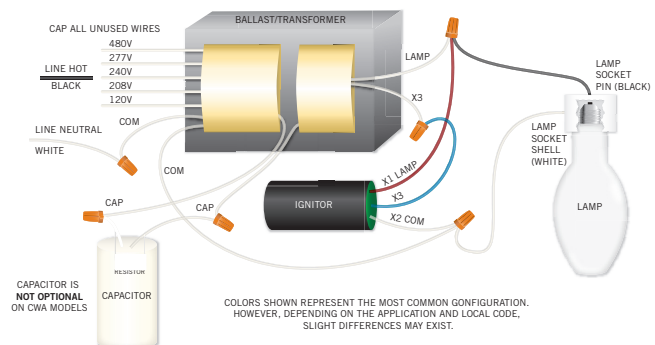 BALLAST/TRANSFORMER
CAP ALL UNUSED WIRES
480V
277V
LINE HOT
240V
BLACK
208V
120V
LINE NEUTRAL
COM
WHITE
COM
LAMP
X3
LAMP
SOCKET
PIN (BLACK)
LAMP
SOCKET
SHELL
(WHITE)
LAMP
X1 LAMP
X3
X2 COM
IGNITOR
CAP
CAP
RESISTOR
CAPACITOR
CAPACITOR IS
NOT OPTIONAL
ON CWA MODELS
COLORS SHOWN REPRESENT THE MOST COMMON GONFIGURATION.
HOWEVER, DEPENDING ON THE APPLICATION AND LOCAL CODE,
SLIGHT DIFFERENCES MAY EXIST.